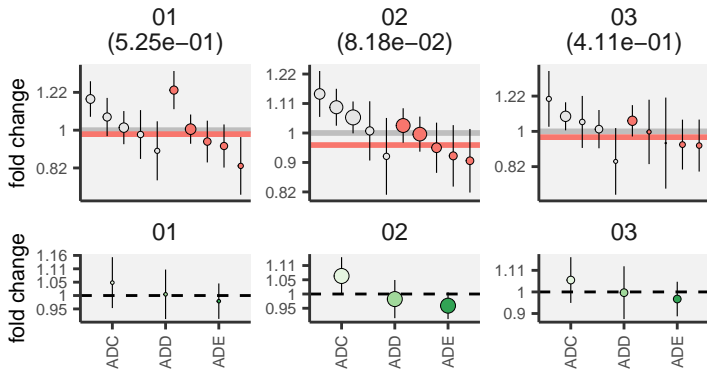 01
(5.25e−01)
02
(8.18e−02)
03
(4.11e−01)
fold change
1.22
1
0.82
1.22
1.11
1
0.9
0.82
1.22
1
0.82
01
02
03
fold change
1.16
1.11
1.05
1
0.95
1.11
1.05
1
0.95
1.11
1
0.9
ADC
ADD
ADE
ADC
ADD
ADE
ADC
ADD
ADE